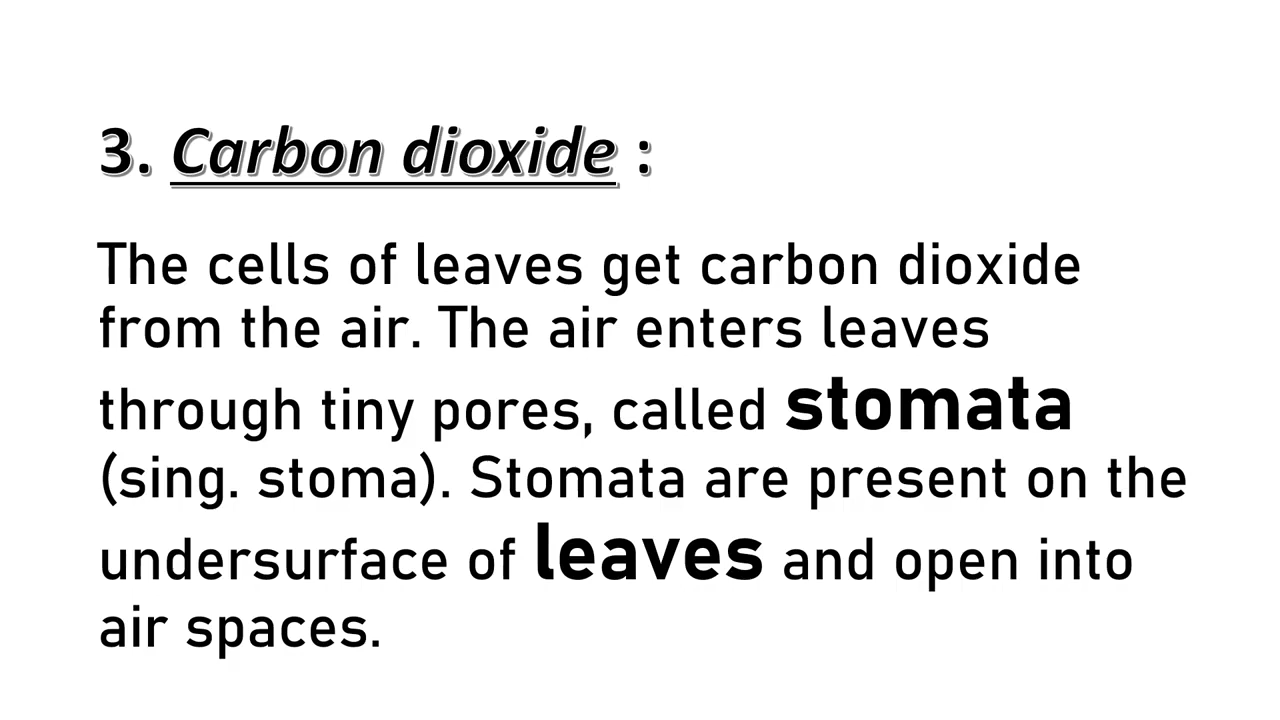 3. Carbon dioxide :
The cells of leaves get carbon dioxide
from the air. The air enters leaves
through tiny pores, called stomata
(sing. stoma). Stomata are present on the
undersurface of leaves and open into
air spaces.